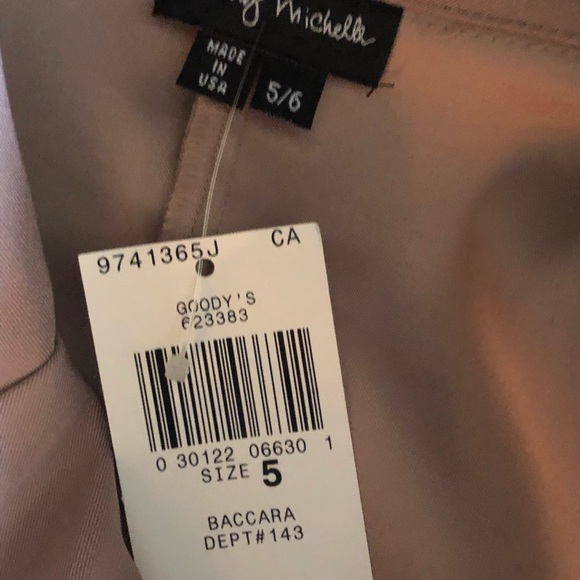 Michelle
MADE
IN
USA
5/6
9741365J CA
GOODY'S
623383
0 30122 06630 1
SIZE 5
BACCARA
DEPT#143